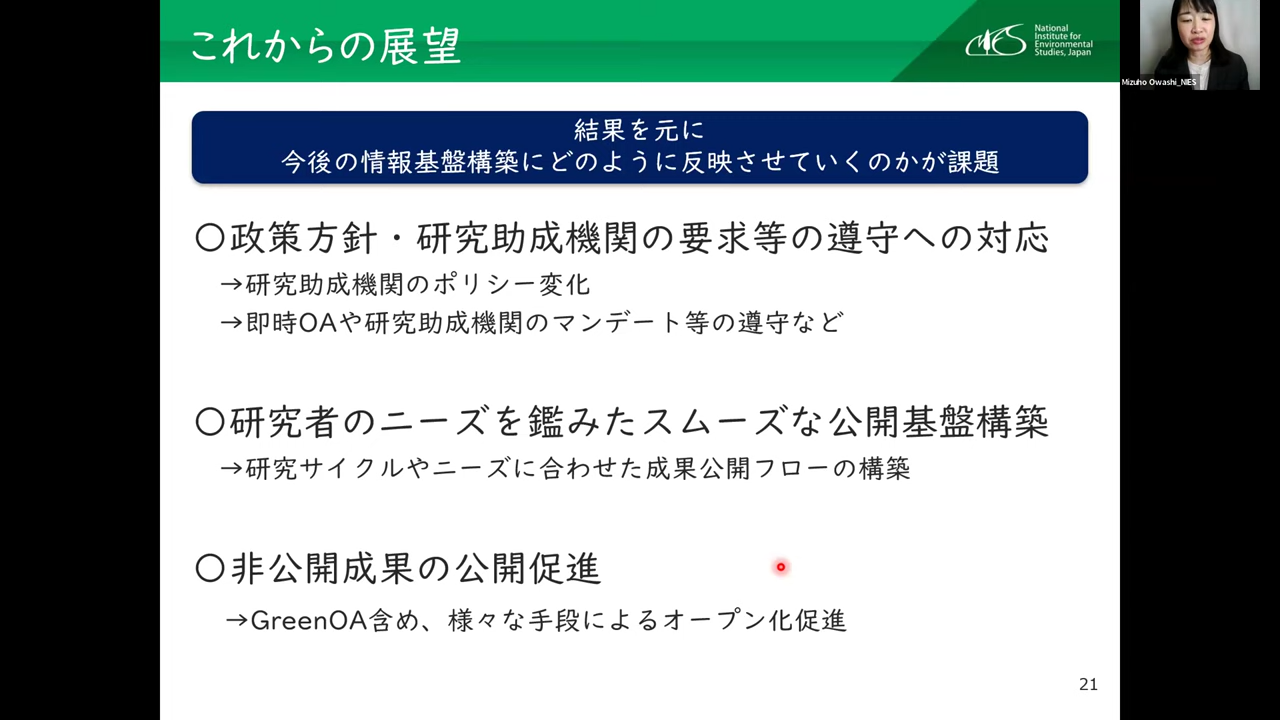 これからの展望
NIES
National
Institute for
Environmental
Studies, Japan
Mizuho Owashi_NIES
結果を元に
今後の情報基盤構築にどのように反映させていくのかが課題
〇政策方針・研究助成機関の要求等の遵守への対応
→研究助成機関のポリシー変化
→即時OAや研究助成機関のマンデート等の遵守など
〇研究者のニーズを鑑みたスムーズな公開基盤構築
→研究サイクルやニーズに合わせた成果公開フローの構築
〇非公開成果の公開促進
→GreenOA含め、様々な手段によるオープン化促進
21